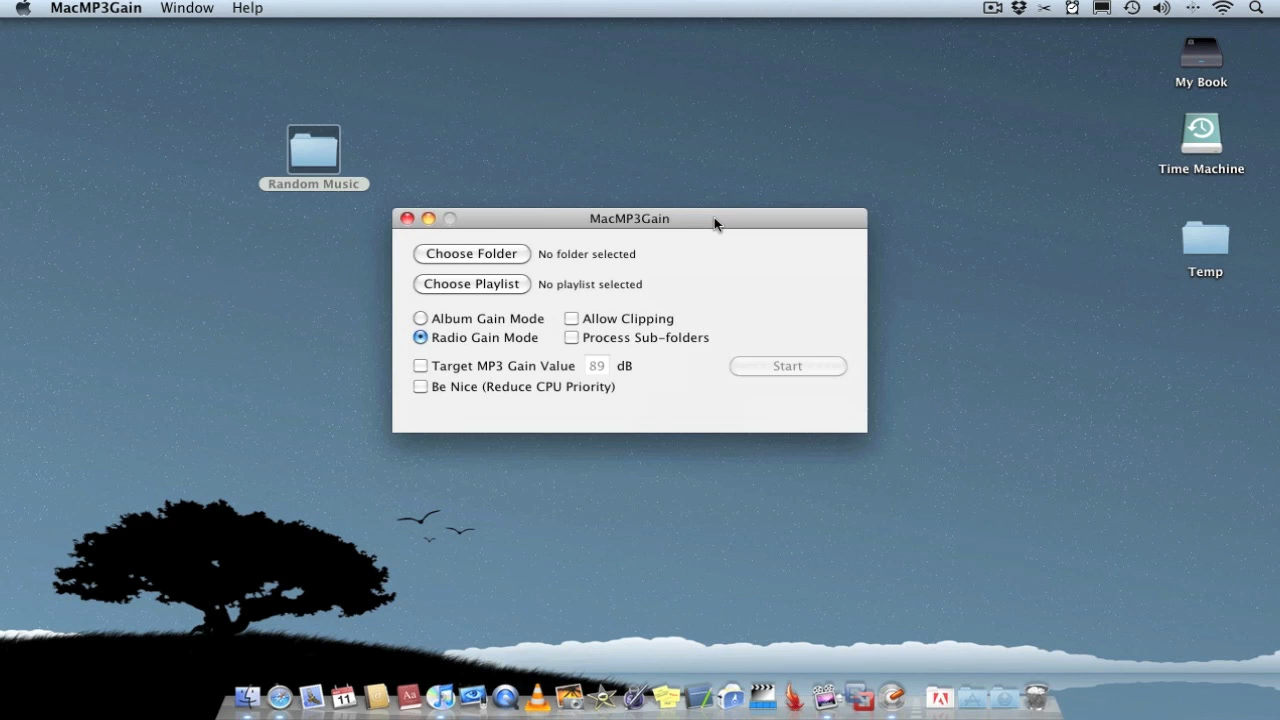 MacMP3Gain Window Help
My Book
Time Machine
Random Music
MacMP3Gain
Choose Folder No folder selected
Temp
Choose Playlist No playlist selected
Album Gain Mode Allow Clipping
Radio Gain Mode Process Sub-folders
Target MP3 Gain Value 89 dB Start
Be Nice (Reduce CPU Priority)
11
Aa